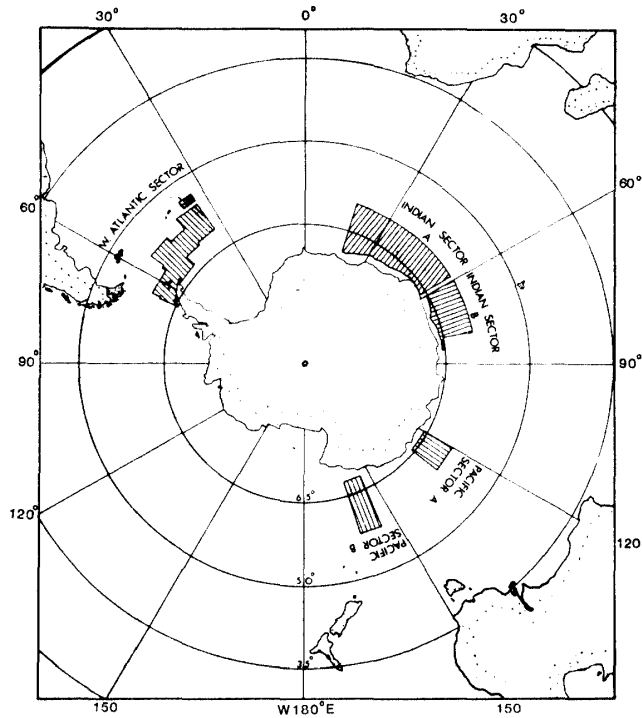 30° 0° 30°
60°
60°
W. ATLANTIC SECTOR
INDIAN SECTOR
A
INDIAN SECTOR
B
90°
90°
PACIFIC
SECTOR A
PACIFIC
SECTOR B
65°
120°
120
50°
35°
150 W180°E 150